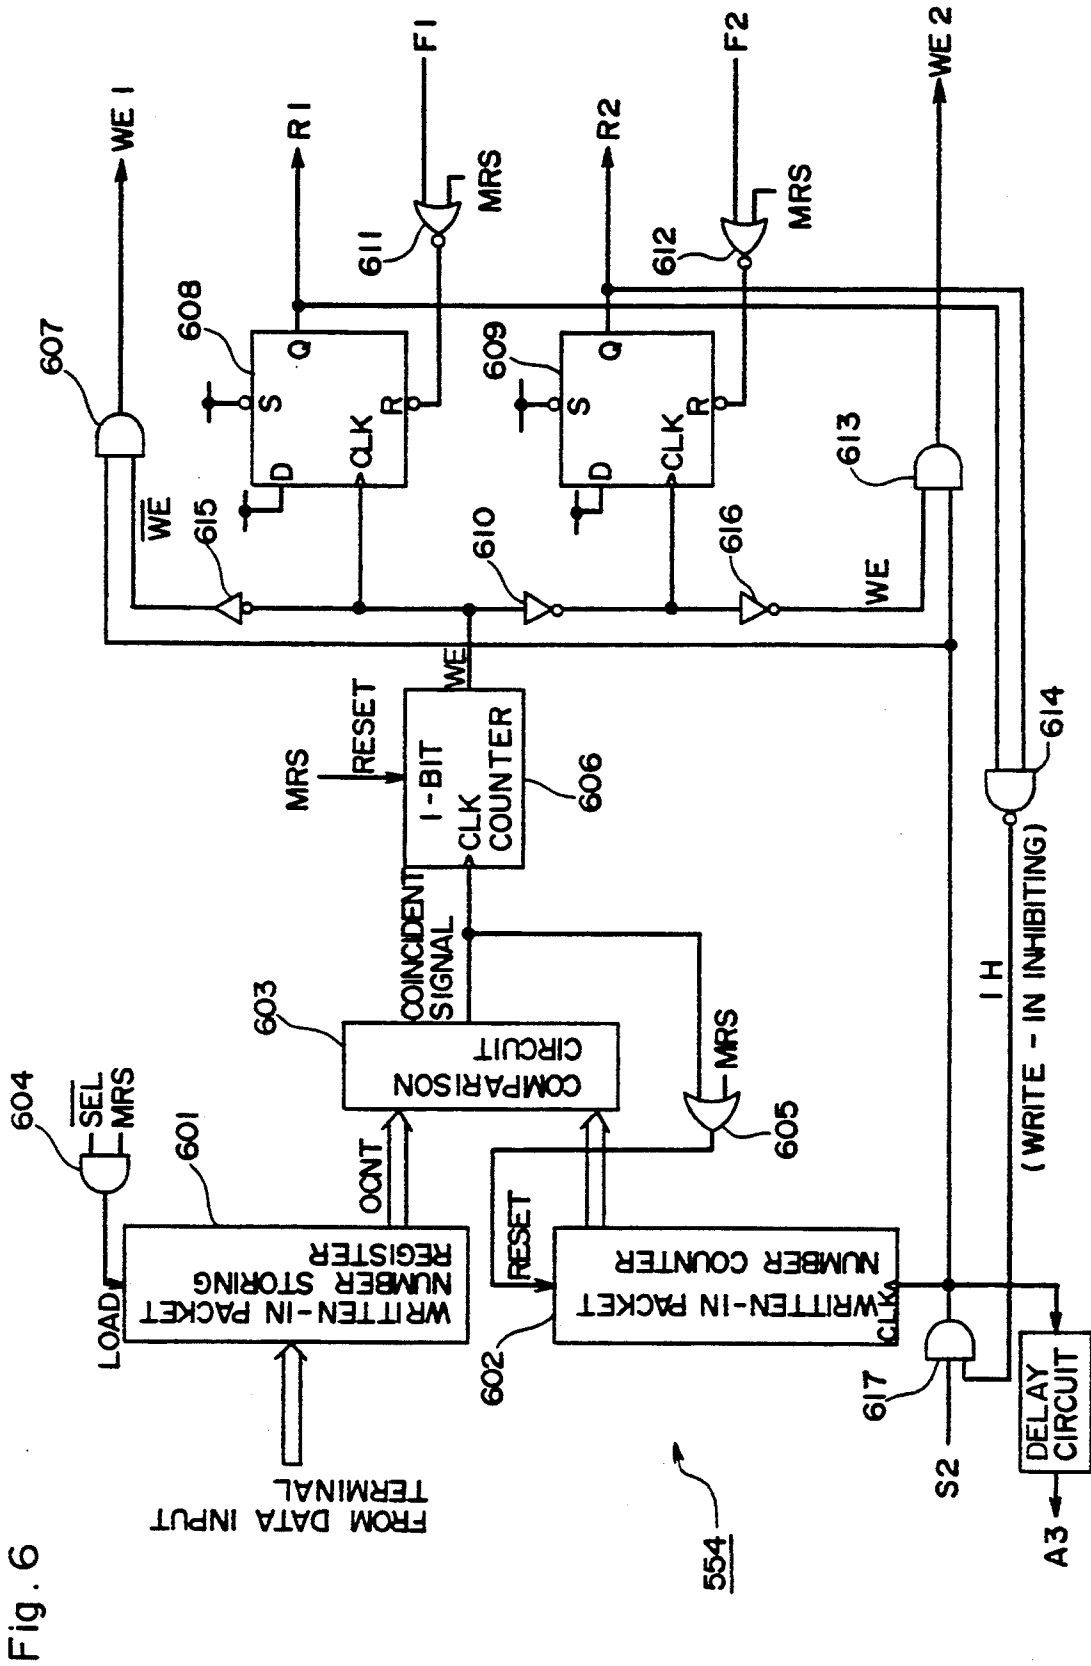 Fig. 6
FROM DATA INPUT
TERMINAL
LOAD
604
SEL
MRS
601
WRITTEN-IN PACKET
NUMBER STORING
REGISTER
OCNT
603
COMPARISON
CIRCUIT
COINCIDENT
SIGNAL
602
RESET
WRITTEN-IN PACKET
NUMBER COUNTER
CLK
605
MRS
MRS
RESET
1-BIT
CLK
COUNTER
606
WE
607
WE 1
WE
615
610
616
WE
608
D
S
Q
CLK
R
R1
611
F1
MRS
609
D
S
Q
CLK
R
R2
612
F2
MRS
613
WE 2
614
IH
(WRITE - IN INHIBITING)
617
S2
DELAY
CIRCUIT
A3
554